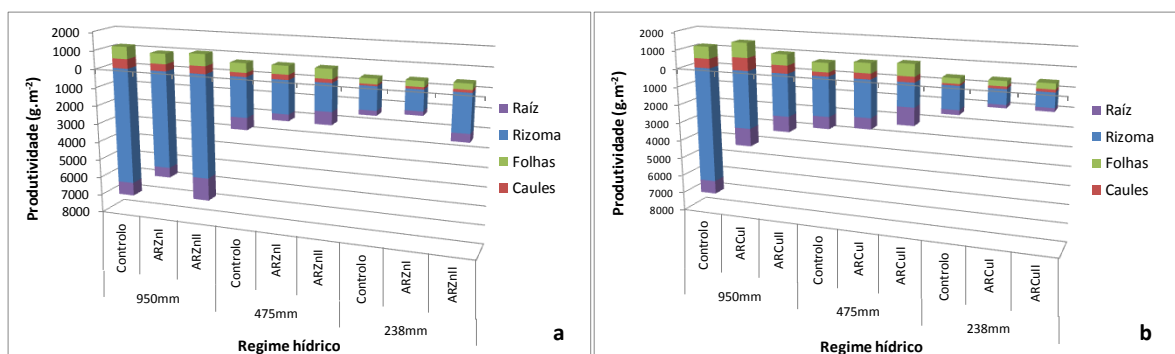 2000
1000
0
1000
2000
3000
4000
5000
6000
7000
8000
Produtividade (g.m⁻²)
Raíz
Rizoma
Folhas
Caules
Controlo
ARZnI
ARZnII
Controlo
ARZnI
ARZnII
Controlo
ARZnI
ARZnII
950mm
475mm
238mm
Regime hídrico
a
2000
1000
0
1000
2000
3000
4000
5000
6000
7000
8000
Produtividade (g.m⁻²)
Raíz
Rizoma
Folhas
Caules
Controlo
ARCuI
ARCuII
Controlo
ARCuI
ARCuII
Controlo
ARCuI
ARCuII
950mm
475mm
238mm
Regime hídrico
b